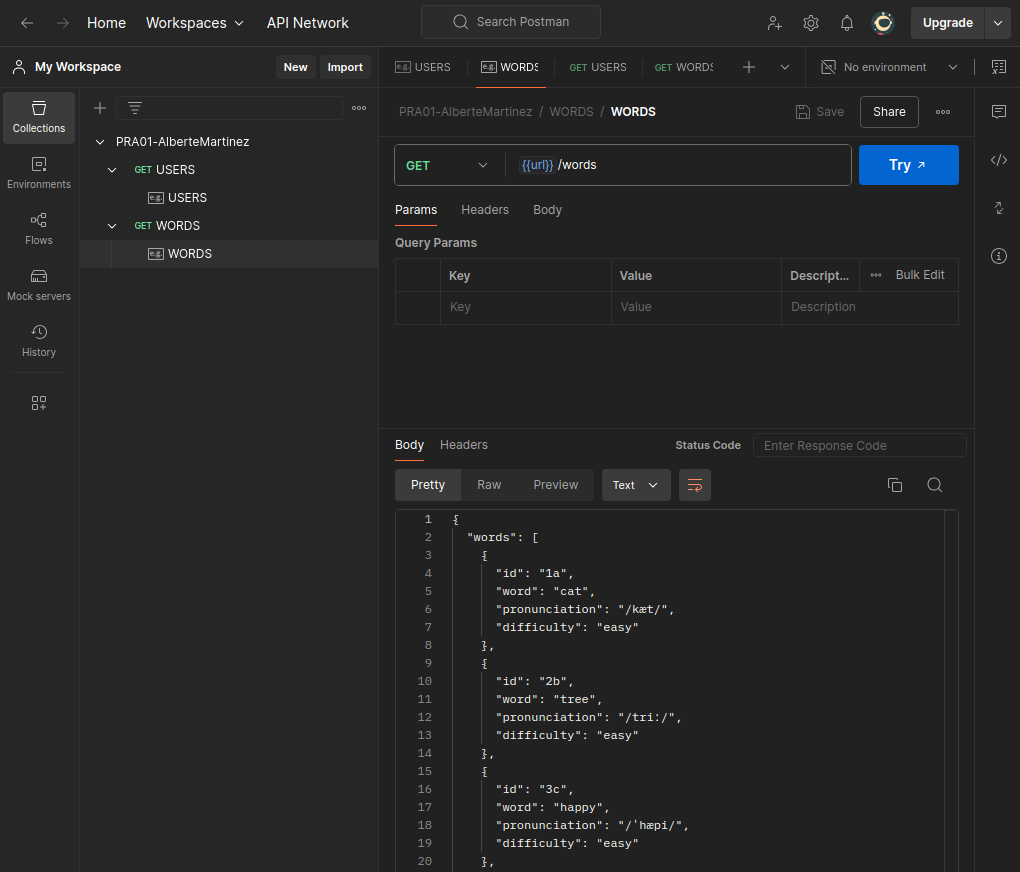 Home Workspaces API Network Search Postman Upgrade
My Workspace New Import
e.g. USERS e.g. WORDS GET USERS GET WORDS No environment
Collections
Environments
Flows
Mock servers
History
PRA01-AlberteMartinez
GET USERS
e.g. USERS
GET WORDS
e.g. WORDS
PRA01-AlberteMartinez / WORDS / WORDS Save Share
GET {{url}} /words Try
Params Headers Body
Query Params
Key Value Descript... Bulk Edit
Key Value Description
Body Headers Status Code Enter Response Code
Pretty Raw Preview Text
1 {
2 "words": [
3 {
4 "id": "1a",
5 "word": "cat",
6 "pronunciation": "/kæt/",
7 "difficulty": "easy"
8 },
9 {
10 "id": "2b",
11 "word": "tree",
12 "pronunciation": "/triː/",
13 "difficulty": "easy"
14 },
15 {
16 "id": "3c",
17 "word": "happy",
18 "pronunciation": "/ˈhæpi/",
19 "difficulty": "easy"
20 },